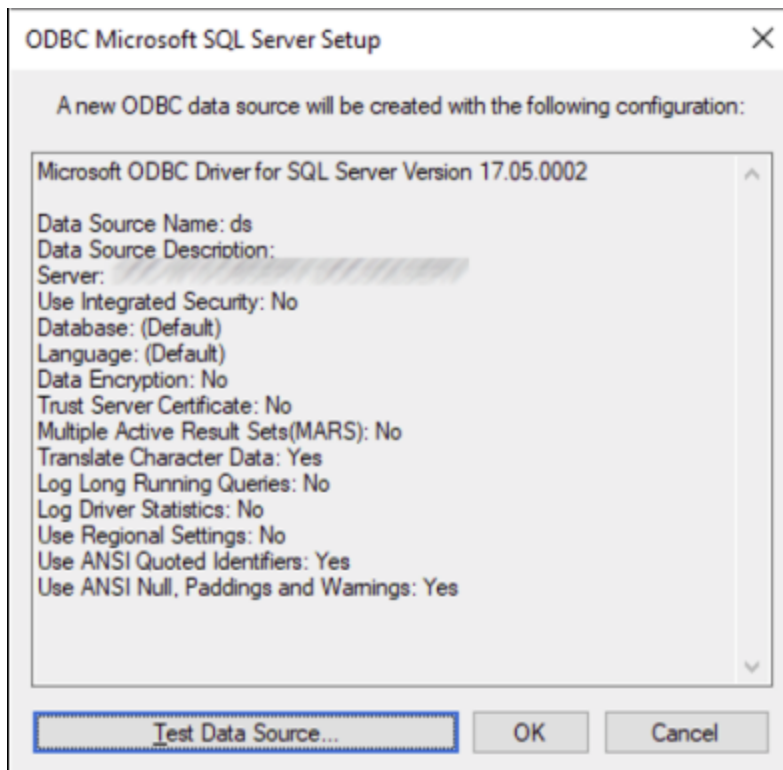 ODBC Microsoft SQL Server Setup
A new ODBC data source will be created with the following configuration:
Microsoft ODBC Driver for SQL Server Version 17.05.0002
Data Source Name: ds
Data Source Description:
Server:
Use Integrated Security: No
Database: (Default)
Language: (Default)
Data Encryption: No
Trust Server Certificate: No
Multiple Active Result Sets(MARS): No
Translate Character Data: Yes
Log Long Running Queries: No
Log Driver Statistics: No
Use Regional Settings: No
Use ANSI Quoted Identifiers: Yes
Use ANSI Null, Paddings and Warnings: Yes
Test Data Source... OK Cancel